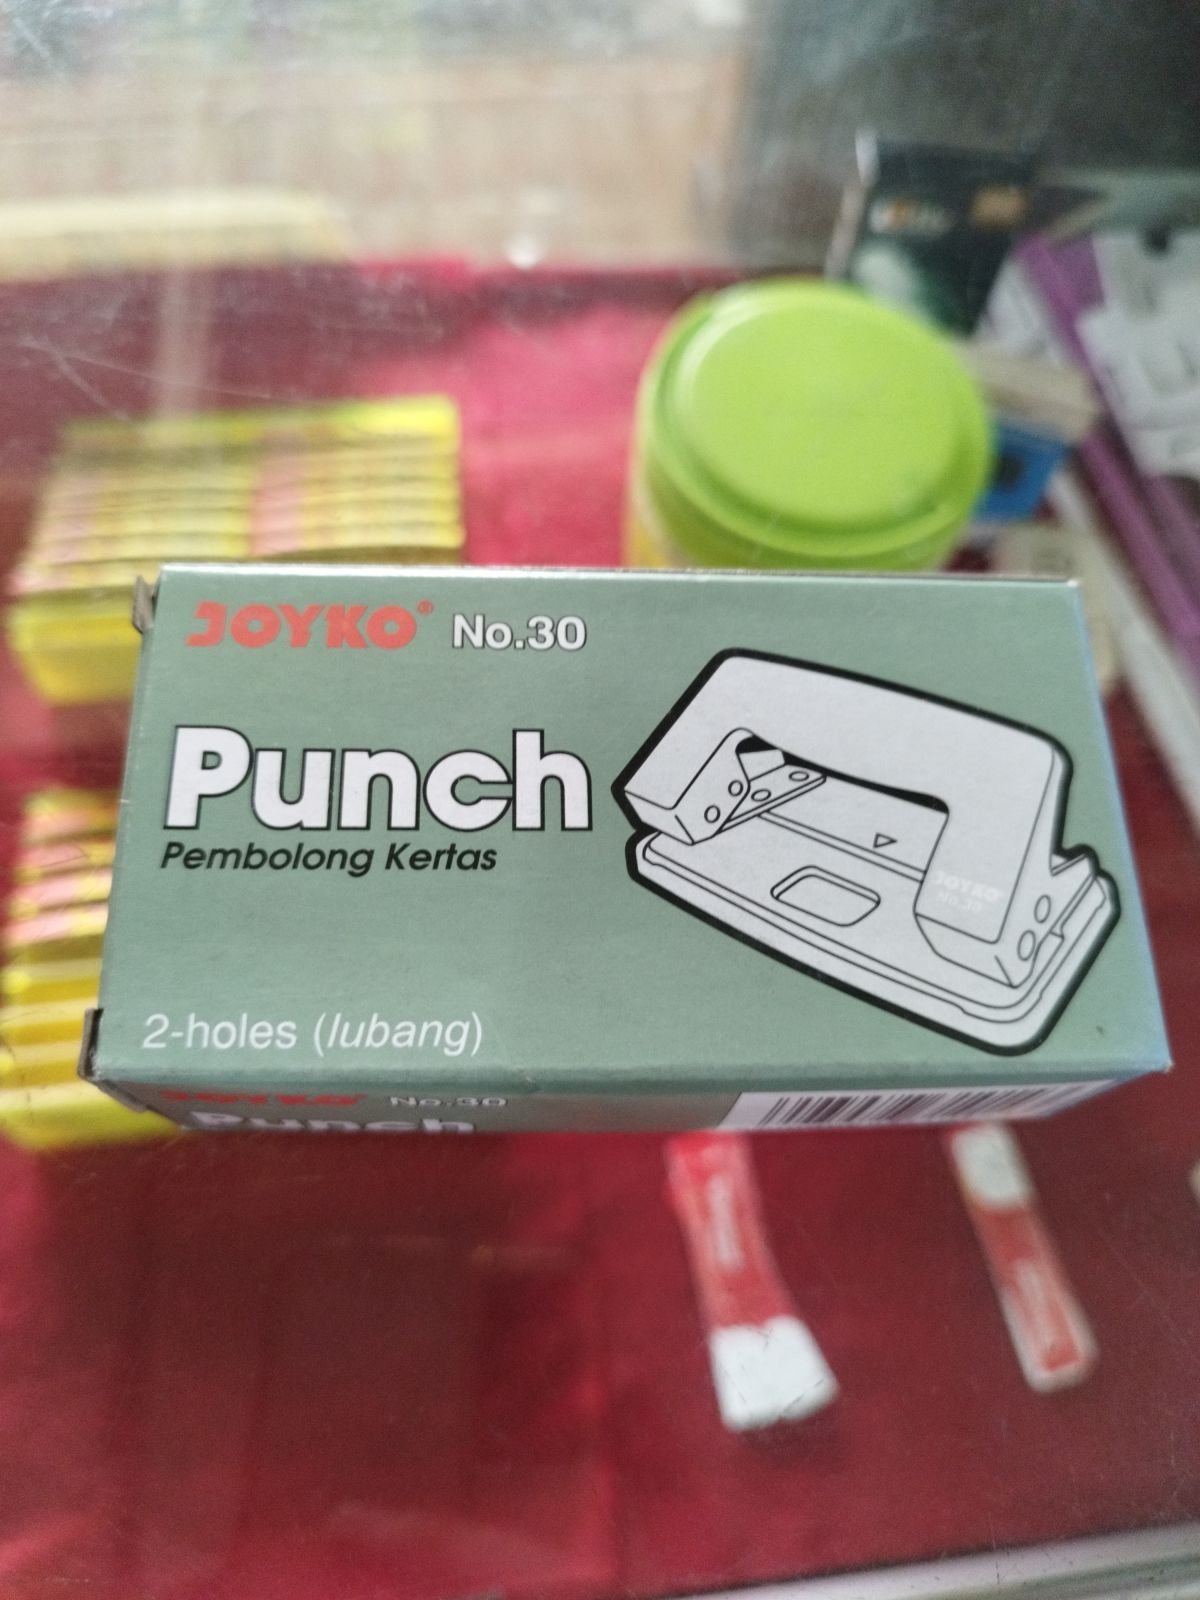 JOYKO® No.30
Punch
Pembolong Kertas
JOYKO
No.30
2-holes (lubang)
JOYKO No.30
Punch